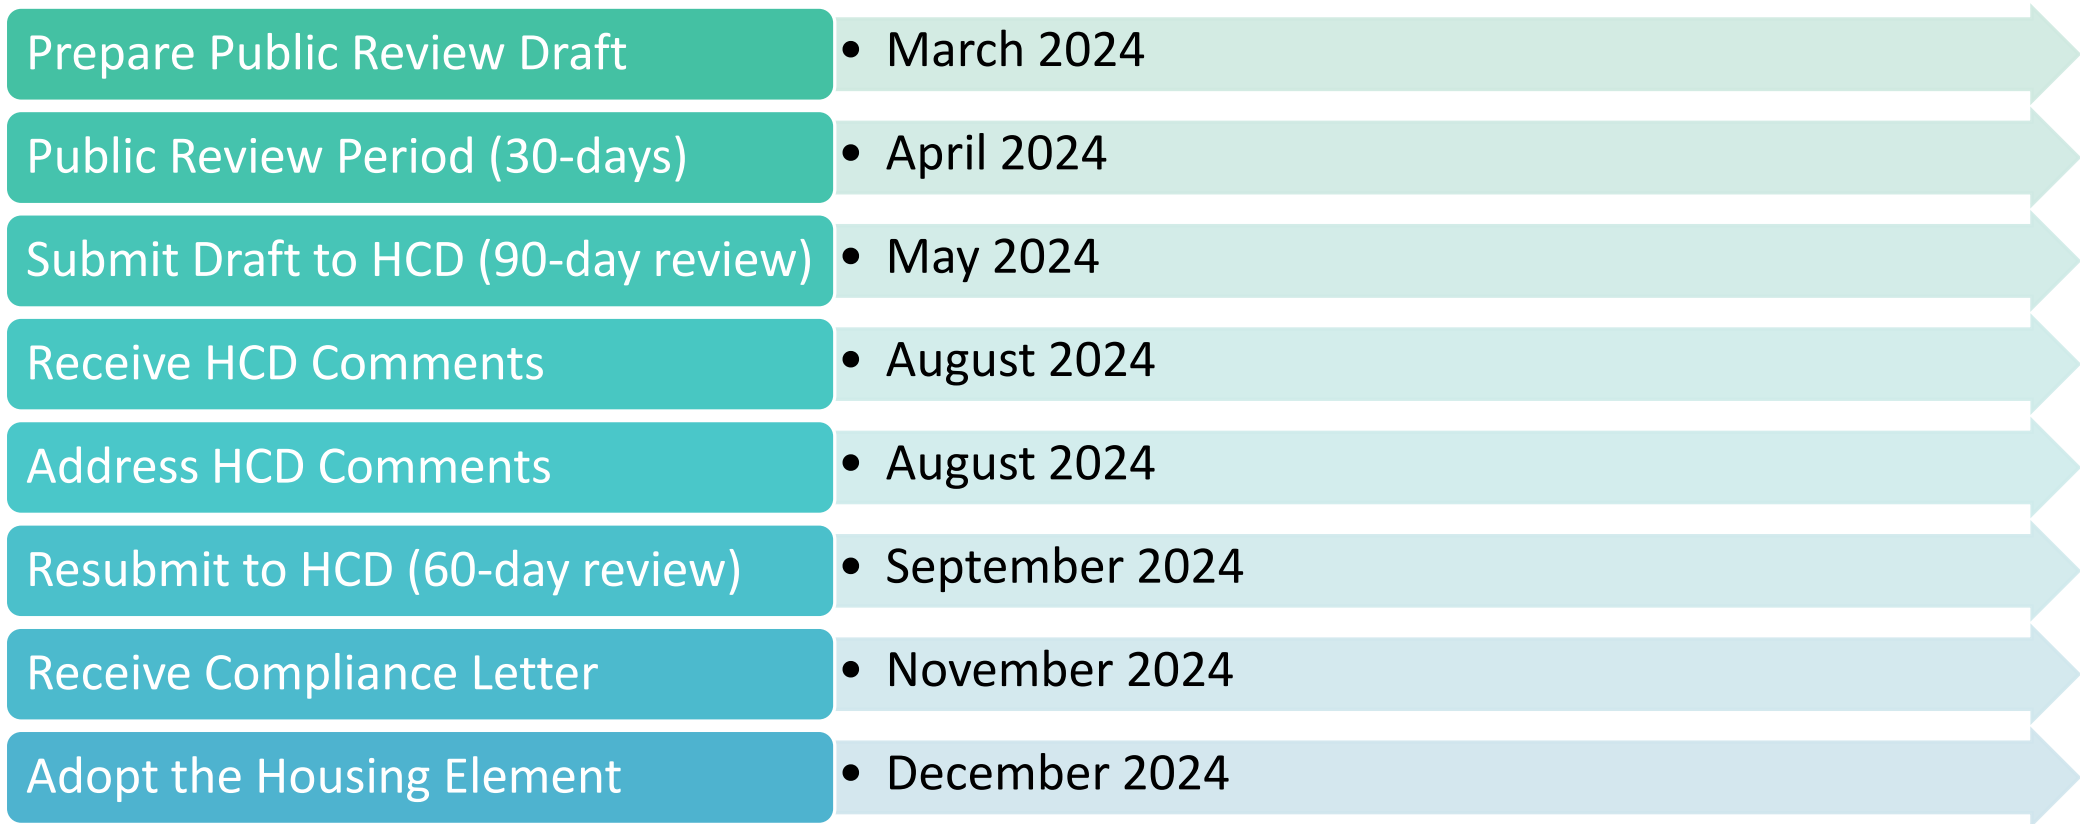 Prepare Public Review Draft
• March 2024
Public Review Period (30-days)
• April 2024
Submit Draft to HCD (90-day review)
• May 2024
Receive HCD Comments
• August 2024
Address HCD Comments
• August 2024
Resubmit to HCD (60-day review)
• September 2024
Receive Compliance Letter
• November 2024
Adopt the Housing Element
• December 2024